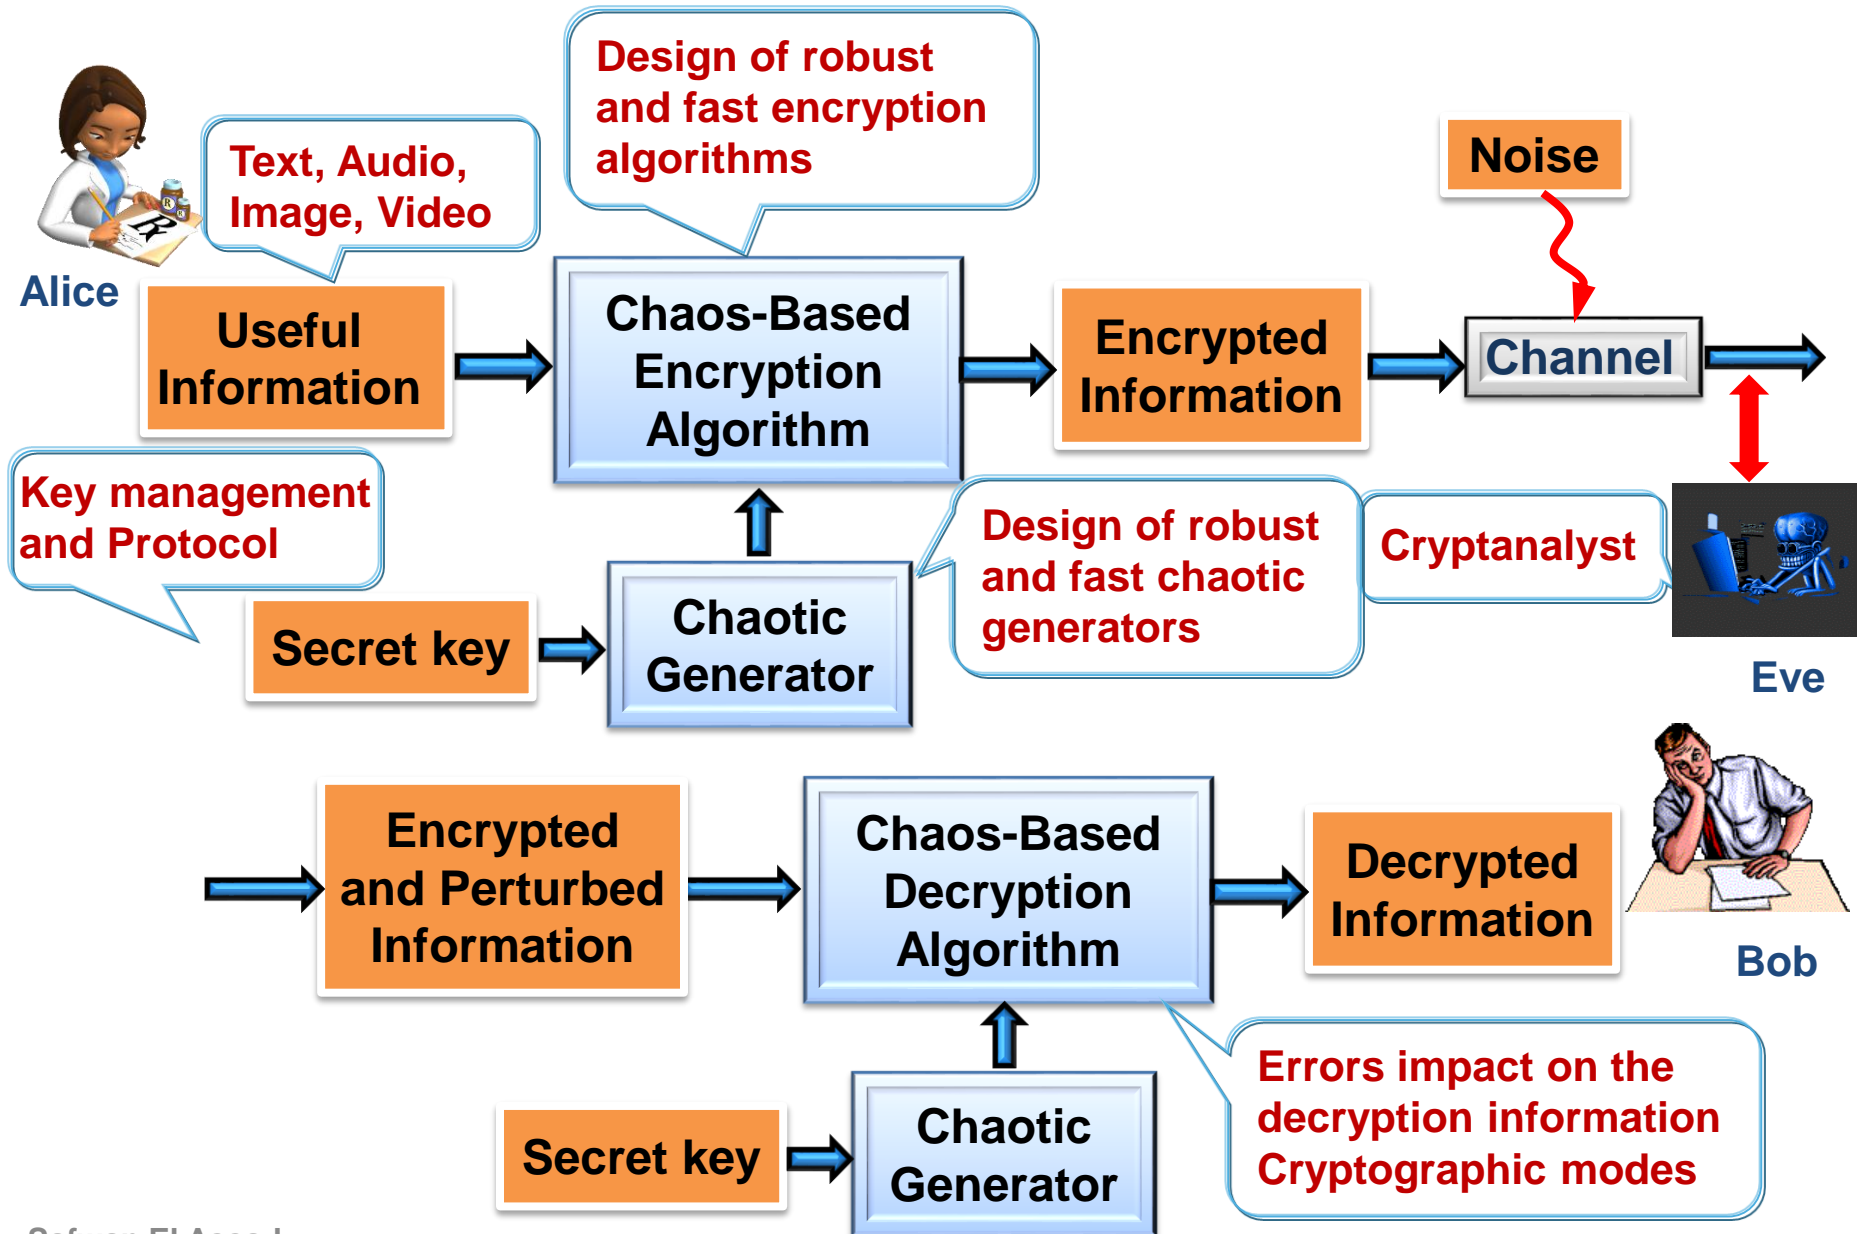 Design of robust
and fast encryption
algorithms
Text, Audio,
Image, Video
Noise
Alice
Useful
Information
Chaos-Based
Encryption
Algorithm
Encrypted
Information
Channel
Key management
and Protocol
Design of robust
and fast chaotic
generators
Cryptanalyst
Secret key
Chaotic
Generator
Eve
Encrypted
and Perturbed
Information
Chaos-Based
Decryption
Algorithm
Decrypted
Information
Bob
Errors impact on the
decryption information
Cryptographic modes
Secret key
Chaotic
Generator